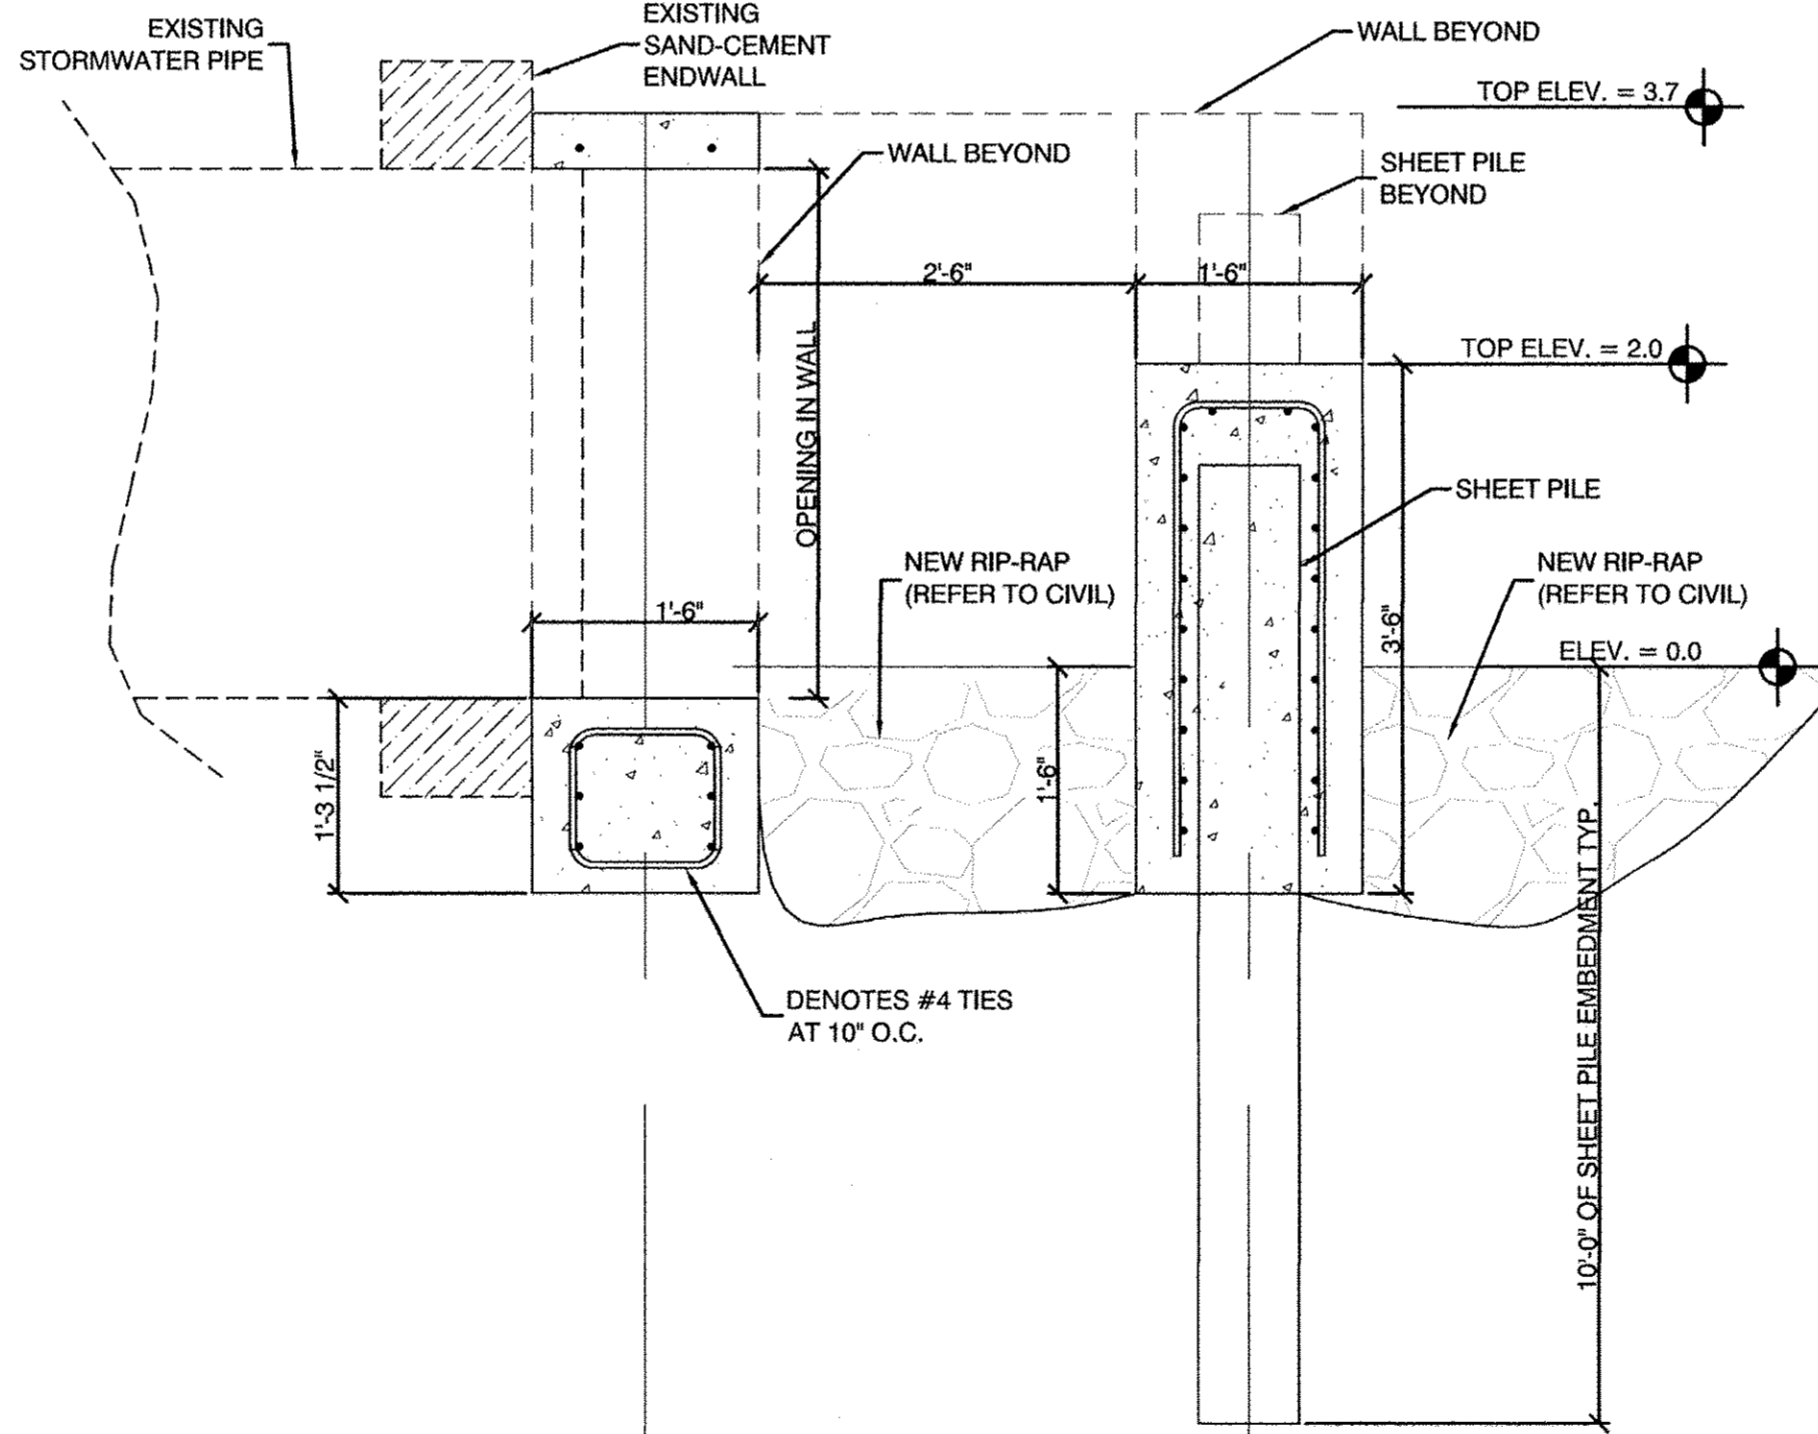 EXISTING
STORMWATER PIPE
EXISTING
SAND-CEMENT
ENDWALL
WALL BEYOND
TOP ELEV. = 3.7
WALL BEYOND
SHEET PILE
BEYOND
2'-6"
1'-6"
TOP ELEV. = 2.0
OPENING IN WALL
SHEET PILE
NEW RIP-RAP
(REFER TO CIVIL)
NEW RIP-RAP
(REFER TO CIVIL)
1'-6"
3'-6"
ELEV. = 0.0
1'-3 1/2"
1'-6"
DENOTES #4 TIES
AT 10" O.C.
10'-0" OF SHEET PILE EMBEDMENT TYP.